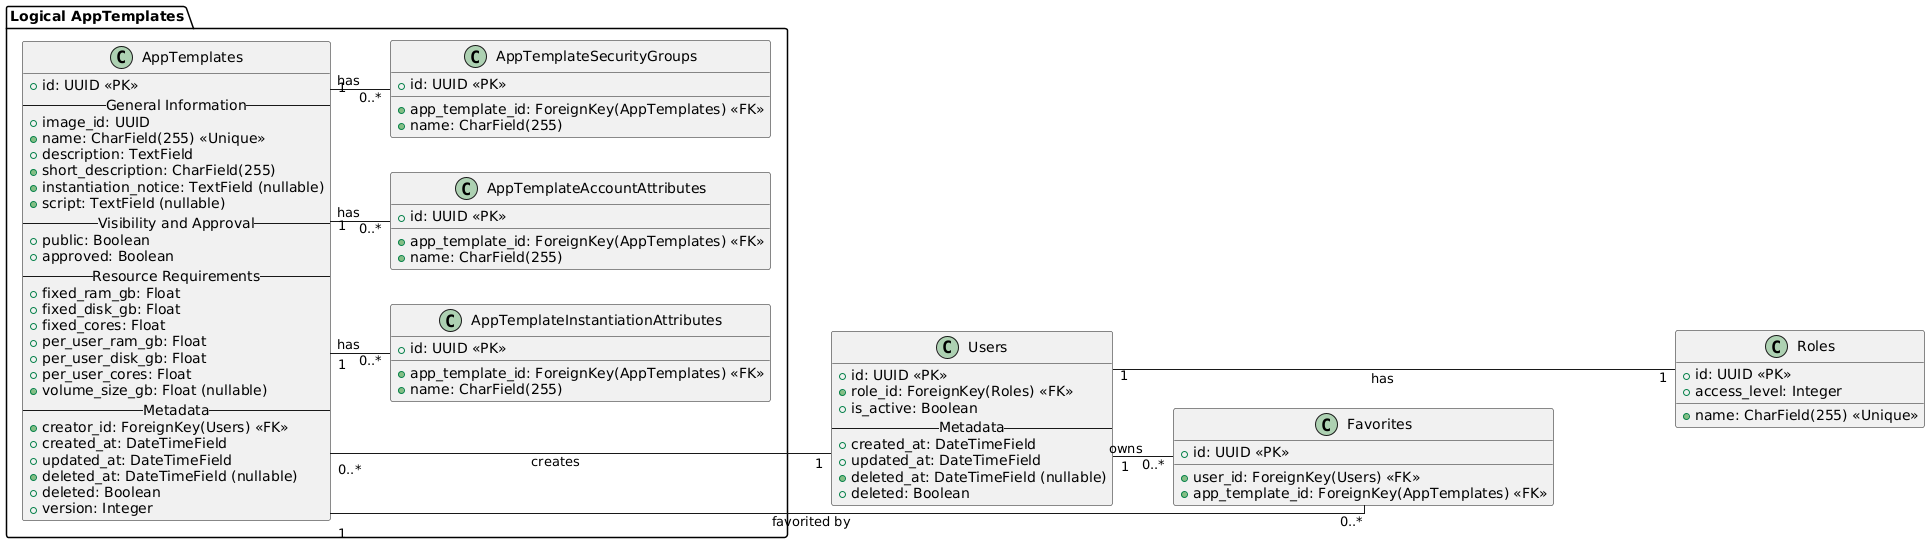 Logical AppTemplates
C AppTemplates
id: UUID «PK»
General Information
image_id: UUID
name: CharField(255) «Unique»
description: TextField
short_description: CharField(255)
instantiation_notice: TextField (nullable)
script: TextField (nullable)
Visibility and Approval
public: Boolean
approved: Boolean
Resource Requirements
fixed_ram_gb: Float
fixed_disk_gb: Float
fixed_cores: Float
per_user_ram_gb: Float
per_user_disk_gb: Float
per_user_cores: Float
volume_size_gb: Float (nullable)
Metadata
creator_id: ForeignKey(Users) «FK»
created_at: DateTimeField
updated_at: DateTimeField
deleted_at: DateTimeField (nullable)
deleted: Boolean
version: Integer
has
1
0..*
C AppTemplateSecurityGroups
id: UUID «PK»
app_template_id: ForeignKey(AppTemplates) «FK»
name: CharField(255)
has
1
0..*
C AppTemplateAccountAttributes
id: UUID «PK»
app_template_id: ForeignKey(AppTemplates) «FK»
name: CharField(255)
has
1
0..*
C AppTemplateInstantiationAttributes
id: UUID «PK»
app_template_id: ForeignKey(AppTemplates) «FK»
name: CharField(255)
0..*
creates
1
C Users
id: UUID «PK»
role_id: ForeignKey(Roles) «FK»
is_active: Boolean
Metadata
created_at: DateTimeField
updated_at: DateTimeField
deleted_at: DateTimeField (nullable)
deleted: Boolean
1
has
1
C Roles
id: UUID «PK»
access_level: Integer
name: CharField(255) «Unique»
owns
1
0..*
C Favorites
id: UUID «PK»
user_id: ForeignKey(Users) «FK»
app_template_id: ForeignKey(AppTemplates) «FK»
1
favorited by
0..*